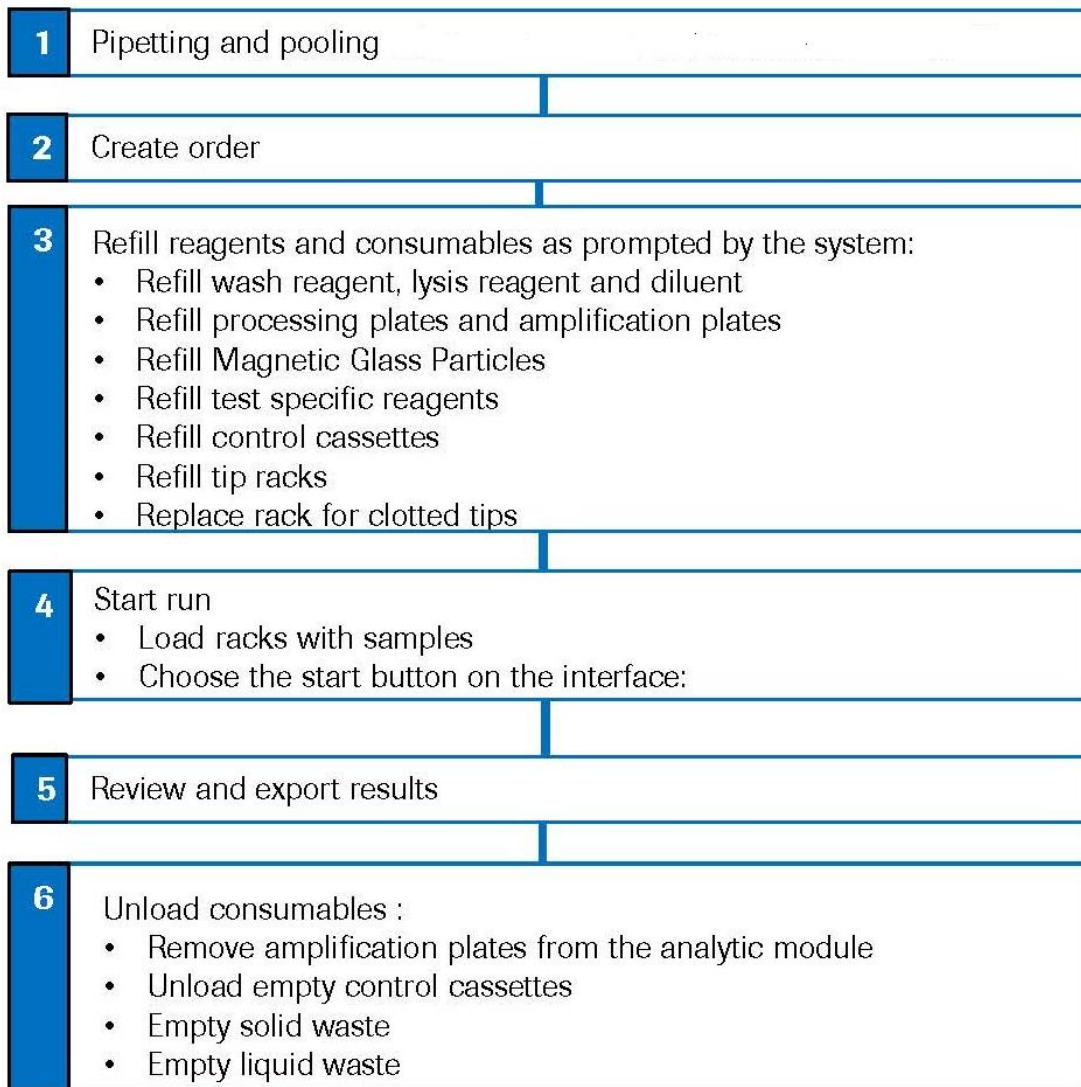 1 Pipetting and pooling
2 Create order
3 Refill reagents and consumables as prompted by the system:
• Refill wash reagent, lysis reagent and diluent
• Refill processing plates and amplification plates
• Refill Magnetic Glass Particles
• Refill test specific reagents
• Refill control cassettes
• Refill tip racks
• Replace rack for clotted tips
4 Start run
• Load racks with samples
• Choose the start button on the interface:
5 Review and export results
6 Unload consumables :
• Remove amplification plates from the analytic module
• Unload empty control cassettes
• Empty solid waste
• Empty liquid waste